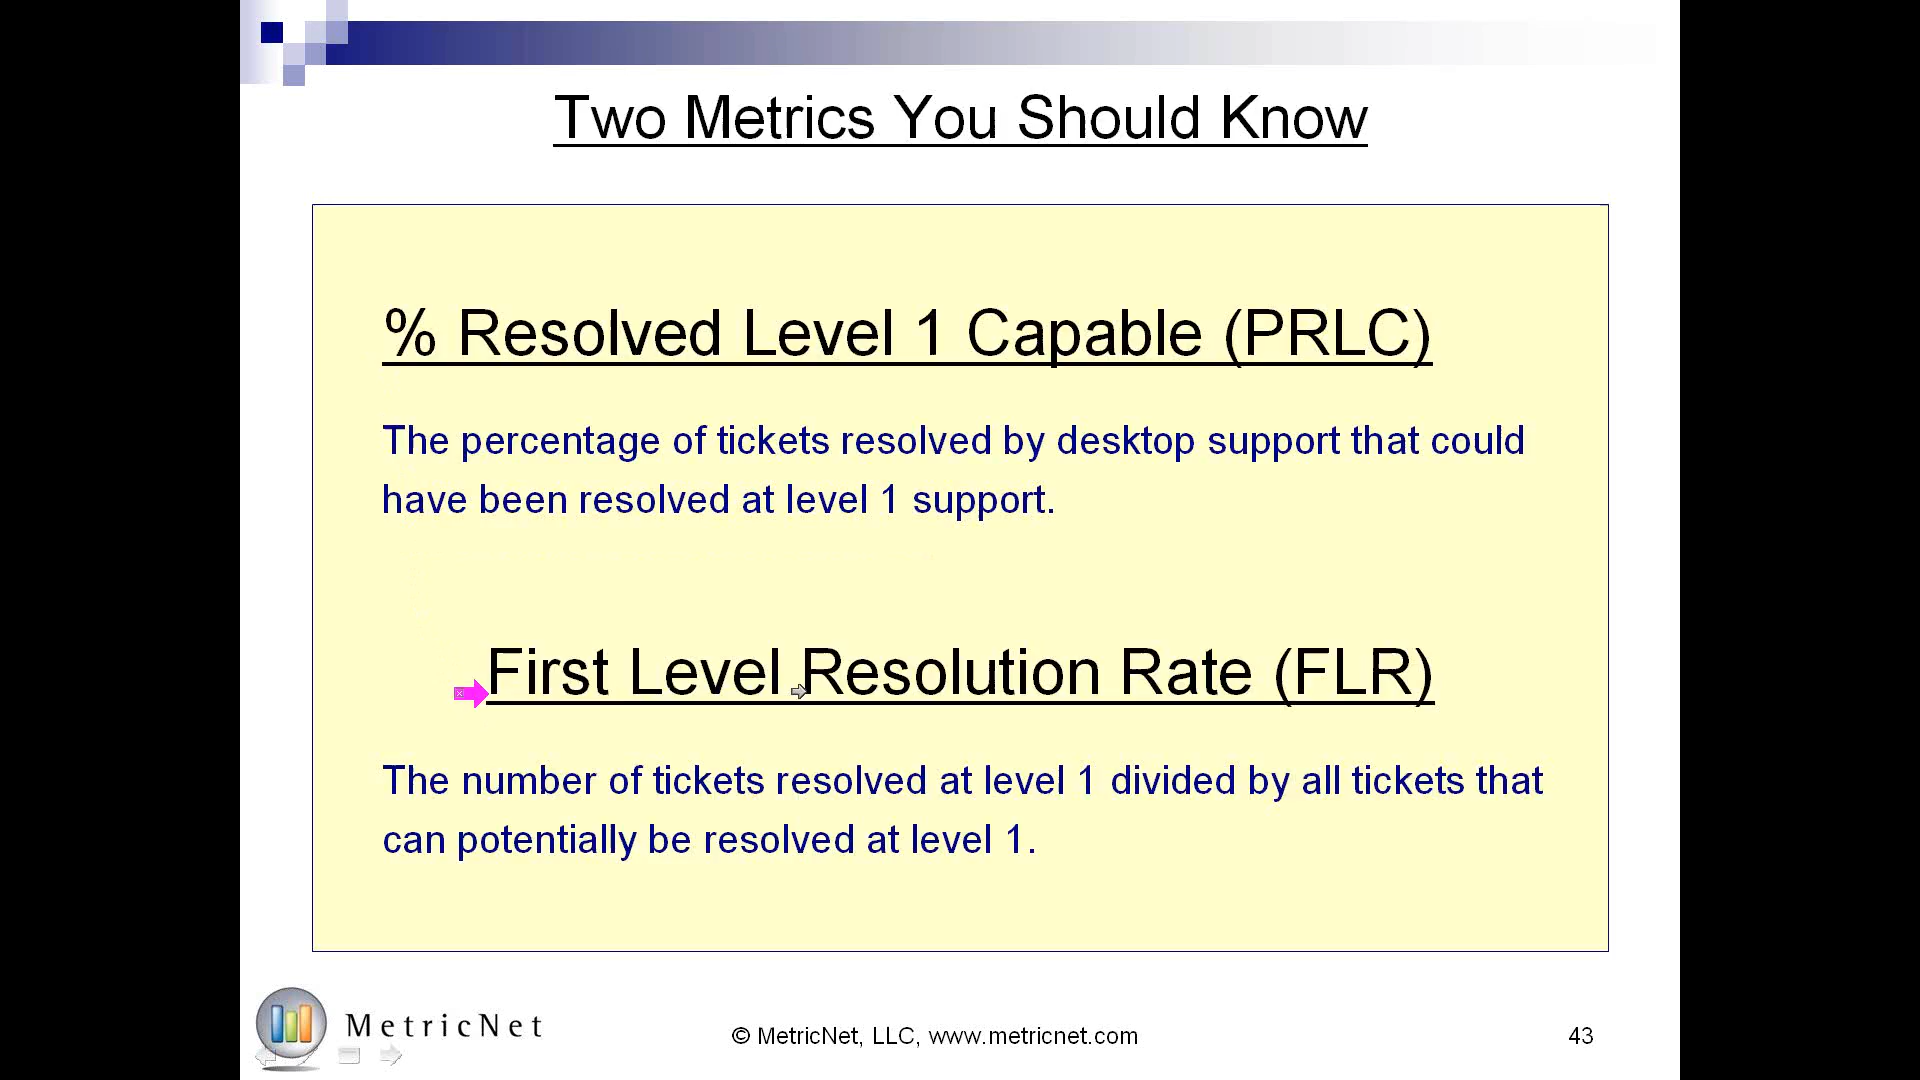 Two Metrics You Should Know
% Resolved Level 1 Capable (PRLC)
The percentage of tickets resolved by desktop support that could
have been resolved at level 1 support.
First Level Resolution Rate (FLR)
The number of tickets resolved at level 1 divided by all tickets that
can potentially be resolved at level 1.
MetricNet
© MetricNet, LLC, www.metricnet.com
43